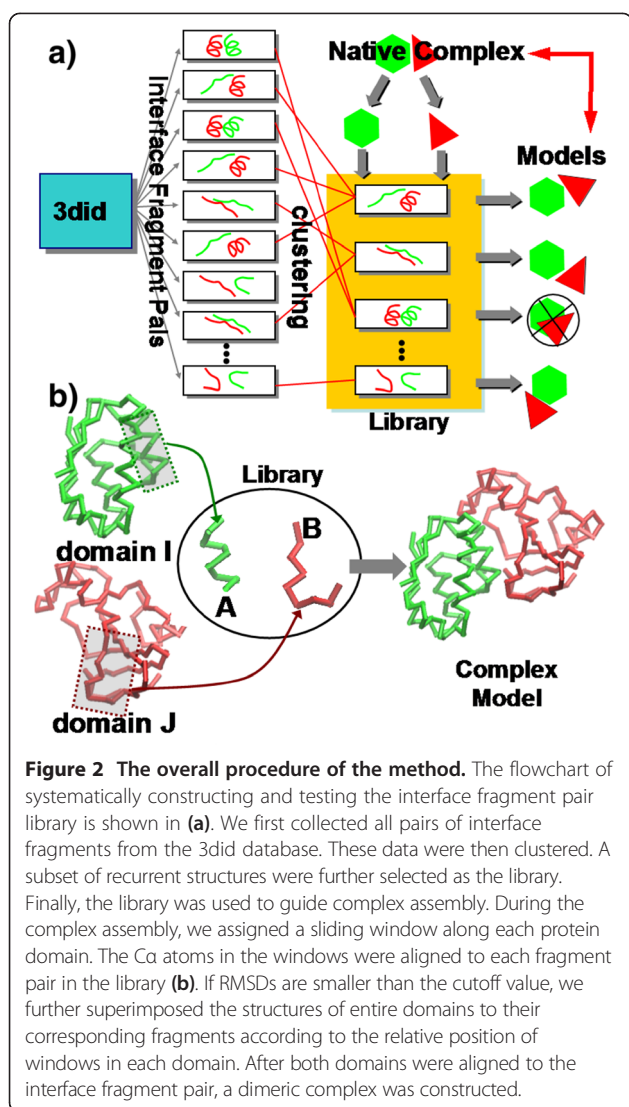 a)
Native Complex
Interface Fragment Pals
3did
clustering
Models
Library
b)
Library
domain I
A
B
domain J
Complex
Model
Figure 2 The overall procedure of the method. The flowchart of
systematically constructing and testing the interface fragment pair
library is shown in (a). We first collected all pairs of interface
fragments from the 3did database. These data were then clustered. A
subset of recurrent structures were further selected as the library.
Finally, the library was used to guide complex assembly. During the
complex assembly, we assigned a sliding window along each protein
domain. The Cα atoms in the windows were aligned to each fragment
pair in the library (b). If RMSDs are smaller than the cutoff value, we
further superimposed the structures of entire domains to their
corresponding fragments according to the relative position of
windows in each domain. After both domains were aligned to the
interface fragment pair, a dimeric complex was constructed.